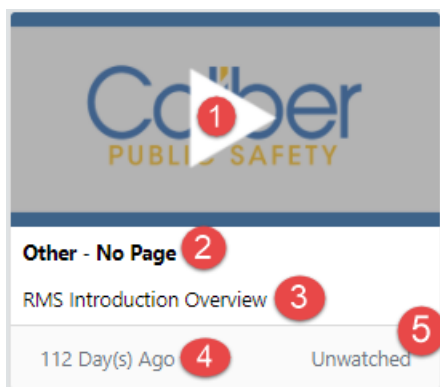 Caliber
1
PUBLIC SAFETY
Other - No Page 2
RMS Introduction Overview 3
5
112 Day(s) Ago 4 Unwatched